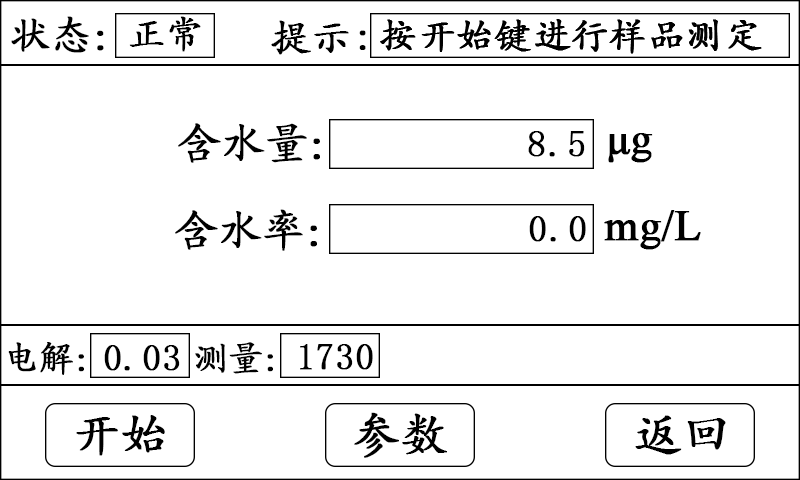 状态: 正常 提示: 按开始键进行样品测定
含水量: 8.5 μg
含水率: 0.0 mg/L
电解: 0.03 测量: 1730
开始 参数 返回